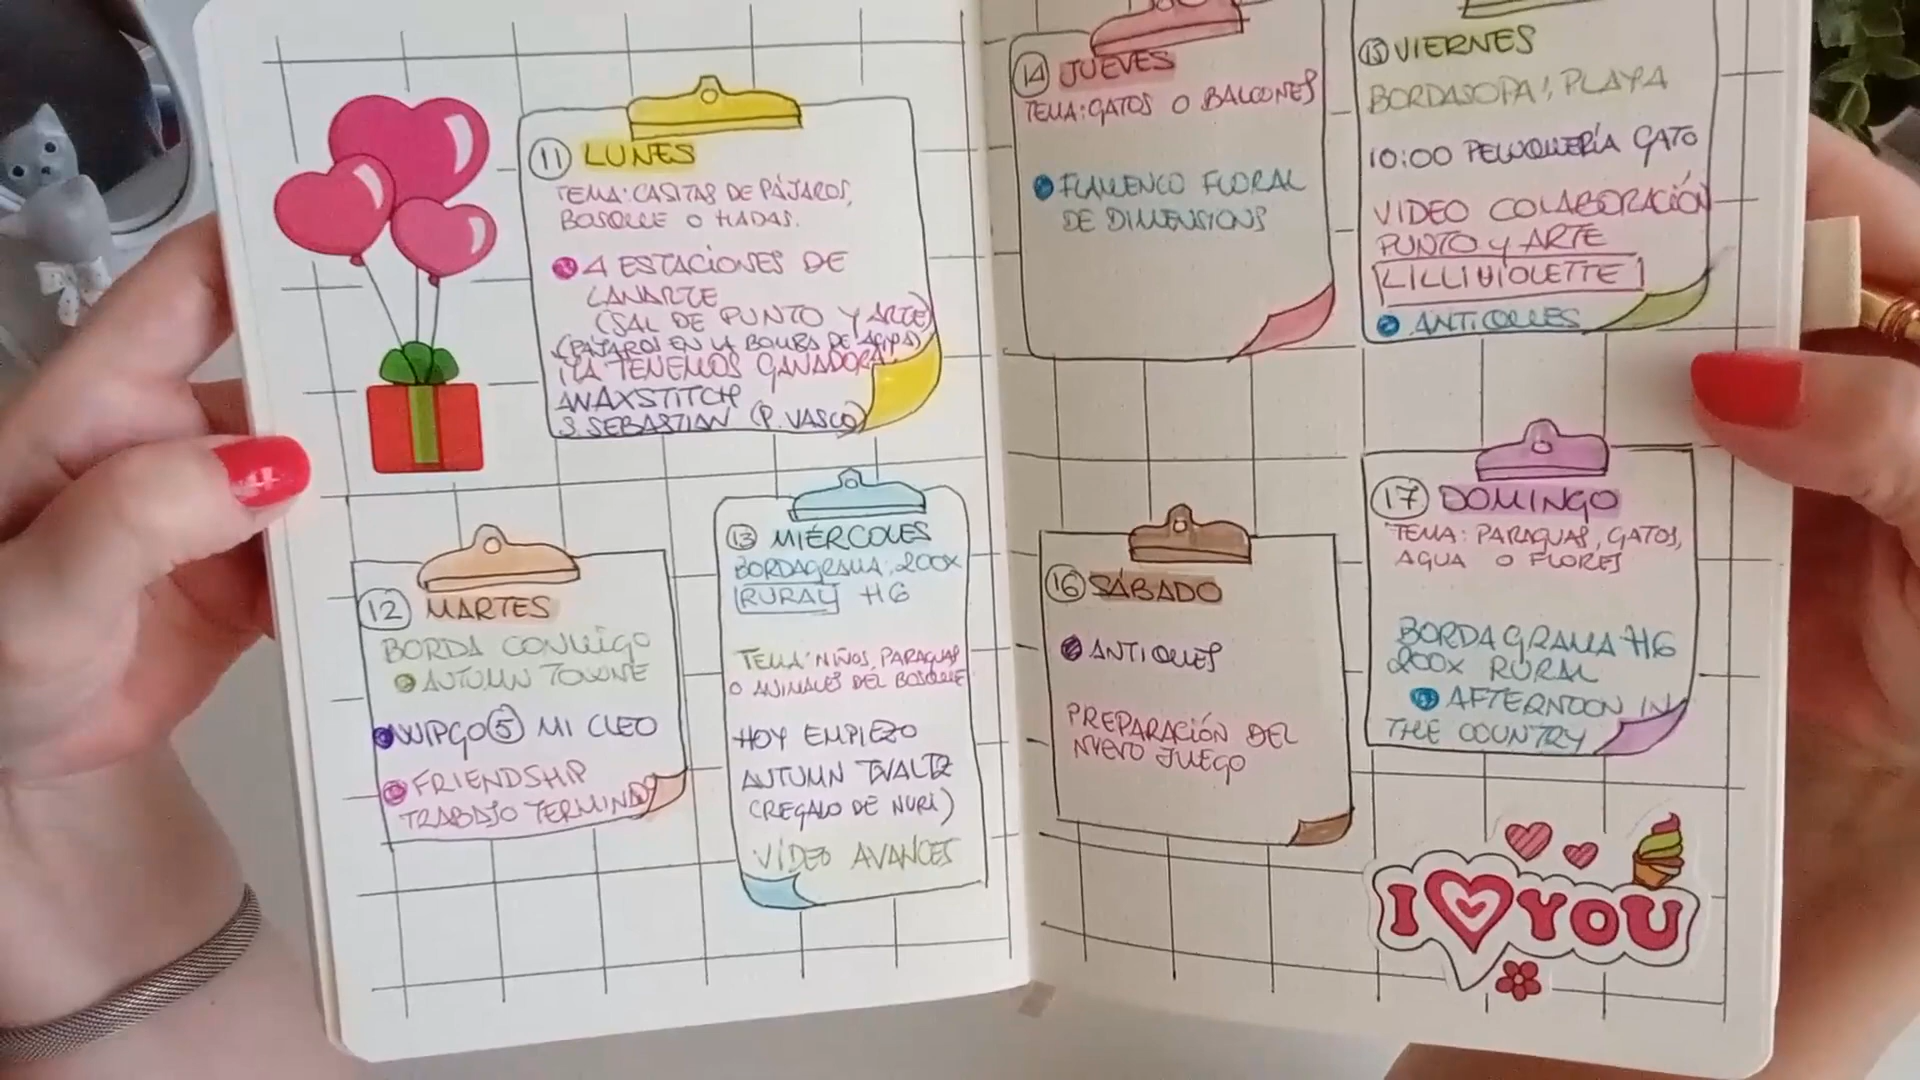 11 LUNES
TEMA: CASITAS DE PÁJAROS,
BOSQUE O HADAS.
4 ESTACIONES DE
LANARTE
(SAL DE PUNTO Y ARTE)
(PÁJAROS EN LA BOMBA DE AGUA)
¡YA TENEMOS GANADORA
ANAXSTITCH
S. SEBASTIAN (P. VASCO)
12 MARTES
BORDA CONMIGO
AUTUMN TOWNE
WIPGO 5 MI CLEO
FRIENDSHIP
TRABAJO TERMINADO
13 MIÉRCOLES
BORDAGRAMA, 200X
RURAL HG
TEMA: NIÑOS, PARAGUAS
O ANIMALES DEL BOSQUE
HOY EMPIEZO
AUTUMN WALTZ
(REGALO DE NURI)
VÍDEO AVANCES
14 JUEVES
TEMA: GATOS O BALCONES
FLAMENCO FLORAL
DE DIMENSIONS
15 VIERNES
BORDASOPA!, PLAYA
10:00 PELUQUERÍA GATO
VIDEO COLABORACIÓN
PUNTO Y ARTE
LILLIVIOLETTE
ANTIQUES
16 SÁBADO
ANTIQUES
PREPARACIÓN DEL
NUEVO JUEGO
17 DOMINGO
TEMA: PARAGUAS, GATOS,
AGUA O FLORES
BORDAGRAMA HG
200X RURAL
AFTERNOON IN
THE COUNTRY
I YOU